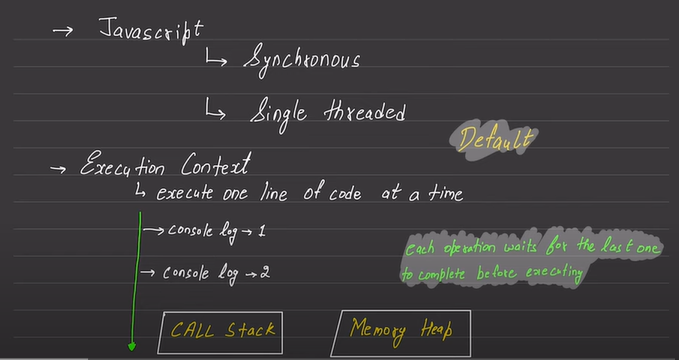 → Javascript
↳ Synchronous
↳ Single threaded
Default
→ Execution Context
↳ execute one line of code at a time
→ console log → 1
→ console log → 2
each operation waits for the last one
to complete before executing
CALL Stack
Memory Heap